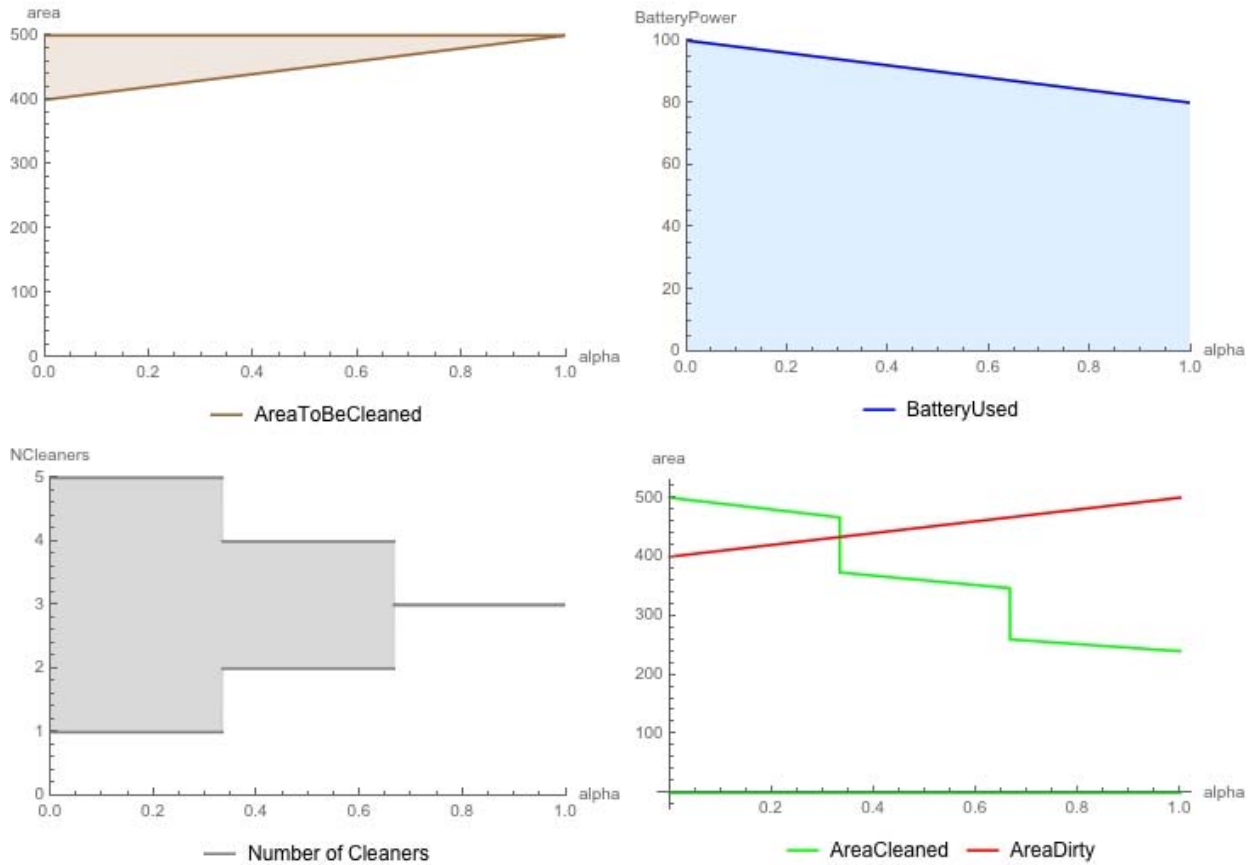 area
500
400
300
200
100
0
0.0 0.2 0.4 0.6 0.8 1.0 alpha
AreaToBeCleaned
BatteryPower
100
80
60
40
20
0
0.0 0.2 0.4 0.6 0.8 1.0 alpha
BatteryUsed
NCleaners
5
4
3
2
1
0
0.0 0.2 0.4 0.6 0.8 1.0 alpha
Number of Cleaners
area
500
400
300
200
100
0.2 0.4 0.6 0.8 1.0 alpha
AreaCleaned AreaDirty